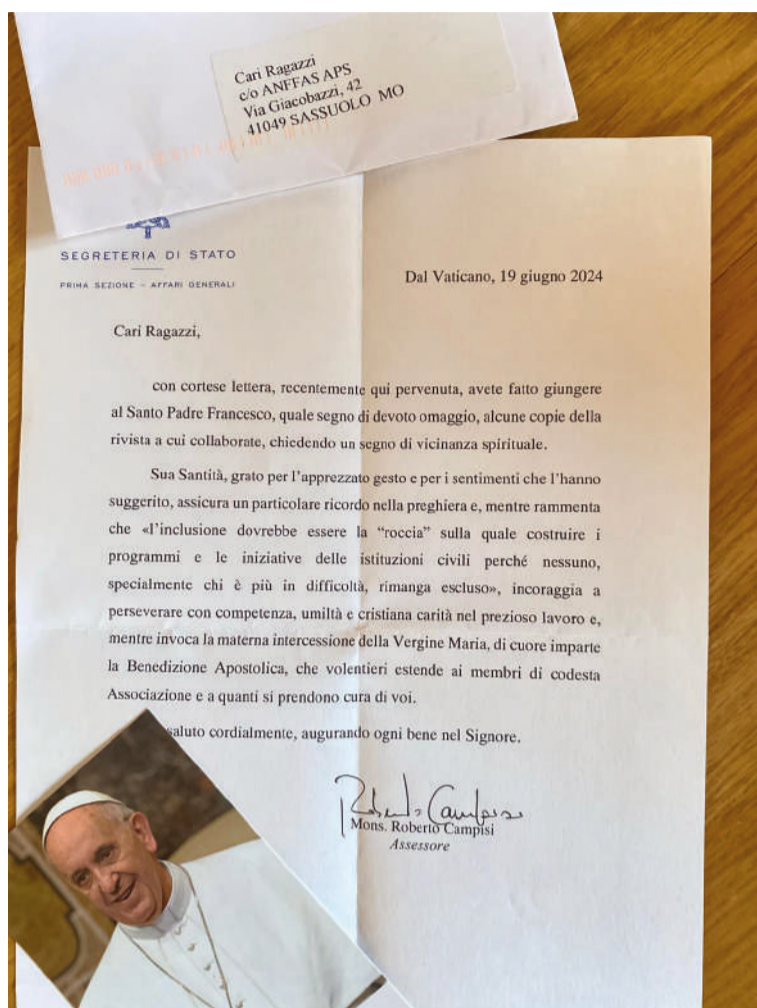 Cari Ragazzi
c/o ANFFAS APS
Via Giacobazzi, 42
41049 SASSUOLO MO
SEGRETERIA DI STATO
PRIMA SEZIONE - AFFARI GENERALI
Dal Vaticano, 19 giugno 2024
Cari Ragazzi,
con cortese lettera, recentemente qui pervenuta, avete fatto giungere
al Santo Padre Francesco, quale segno di devoto omaggio, alcune copie della
rivista a cui collaborate, chiedendo un segno di vicinanza spirituale.
Sua Santità, grato per l'apprezzato gesto e per i sentimenti che l'hanno
suggerito, assicura un particolare ricordo nella preghiera e, mentre rammenta
che «l'inclusione dovrebbe essere la "roccia" sulla quale costruire i
programmi e le iniziative delle istituzioni civili perché nessuno,
specialmente chi è più in difficoltà, rimanga escluso», incoraggia a
perseverare con competenza, umiltà e cristiana carità nel prezioso lavoro e,
mentre invoca la materna intercessione della Vergine Maria, di cuore imparte
la Benedizione Apostolica, che volentieri estende ai membri di codesta
Associazione e a quanti si prendono cura di voi.
saluto cordialmente, augurando ogni bene nel Signore.
Roberto Campisi
Mons. Roberto Campisi
Assessore